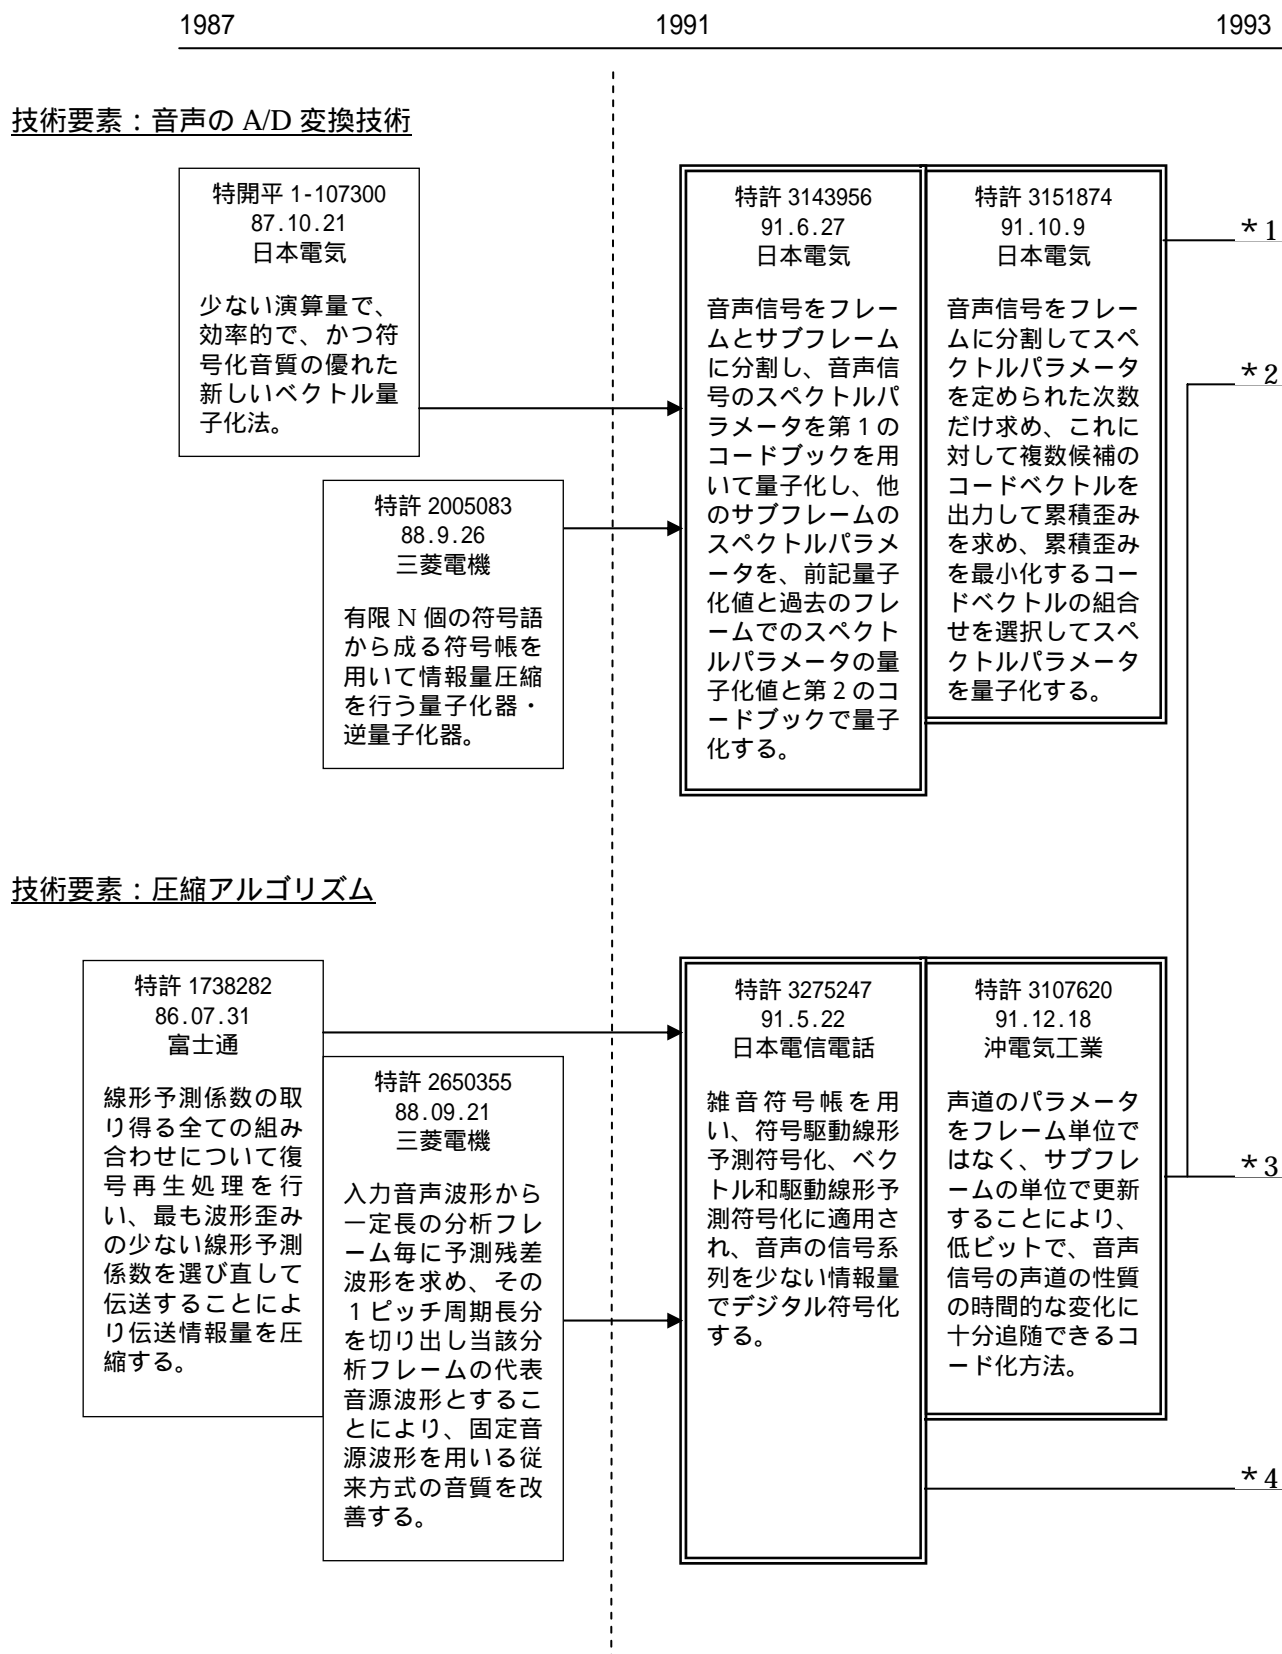 1987 1991 1993
技術要素：音声の A/D 変換技術
特開平 1-107300
87.10.21
日本電気
少ない演算量で、
効率的で、かつ符
号化音質の優れた
新しいベクトル量
子化法。
特許 2005083
88.9.26
三菱電機
有限 N 個の符号語
から成る符号帳を
用いて情報量圧縮
を行う量子化器・
逆量子化器。
特許 3143956
91.6.27
日本電気
音声信号をフレー
ムとサブフレーム
に分割し、音声信
号のスペクトルパ
ラメータを第１の
コードブックを用
いて量子化し、他
のサブフレームの
スペクトルパラメ
ータを、前記量子
化値と過去のフレ
ームでのスペクト
ルパラメータの量
子化値と第２のコ
ードブックで量子
化する。
特許 3151874
91.10.9
日本電気
音声信号をフレー
ムに分割してスペ
クトルパラメータ
を定められた次数
だけ求め、これに
対して複数候補の
コードベクトルを
出力して累積歪み
を求め、累積歪み
を最小化するコー
ドベクトルの組合
せを選択してスペ
クトルパラメータ
を量子化する。
＊1
＊2
技術要素：圧縮アルゴリズム
特許 1738282
86.07.31
富士通
線形予測係数の取
り得る全ての組み
合わせについて復
号再生処理を行
い、最も波形歪み
の少ない線形予測
係数を選び直して
伝送することによ
り伝送情報量を圧
縮する。
特許 2650355
88.09.21
三菱電機
入力音声波形から
一定長の分析フレ
ーム毎に予測残差
波形を求め、その
１ピッチ周期長分
を切り出し当該分
析フレームの代表
音源波形とするこ
とにより、固定音
源波形を用いる従
来方式の音質を改
善する。
特許 3275247
91.5.22
日本電信電話
雑音符号帳を用
い、符号駆動線形
予測符号化、ベク
トル和駆動線形予
測符号化に適用さ
れ、音声の信号系
列を少ない情報量
でデジタル符号化
する。
特許 3107620
91.12.18
沖電気工業
声道のパラメータ
をフレーム単位で
はなく、サブフレ
ームの単位で更新
することにより、
低ビットで、音声
信号の声道の性質
の時間的な変化に
十分追随できるコ
ード化方法。
＊3
＊4